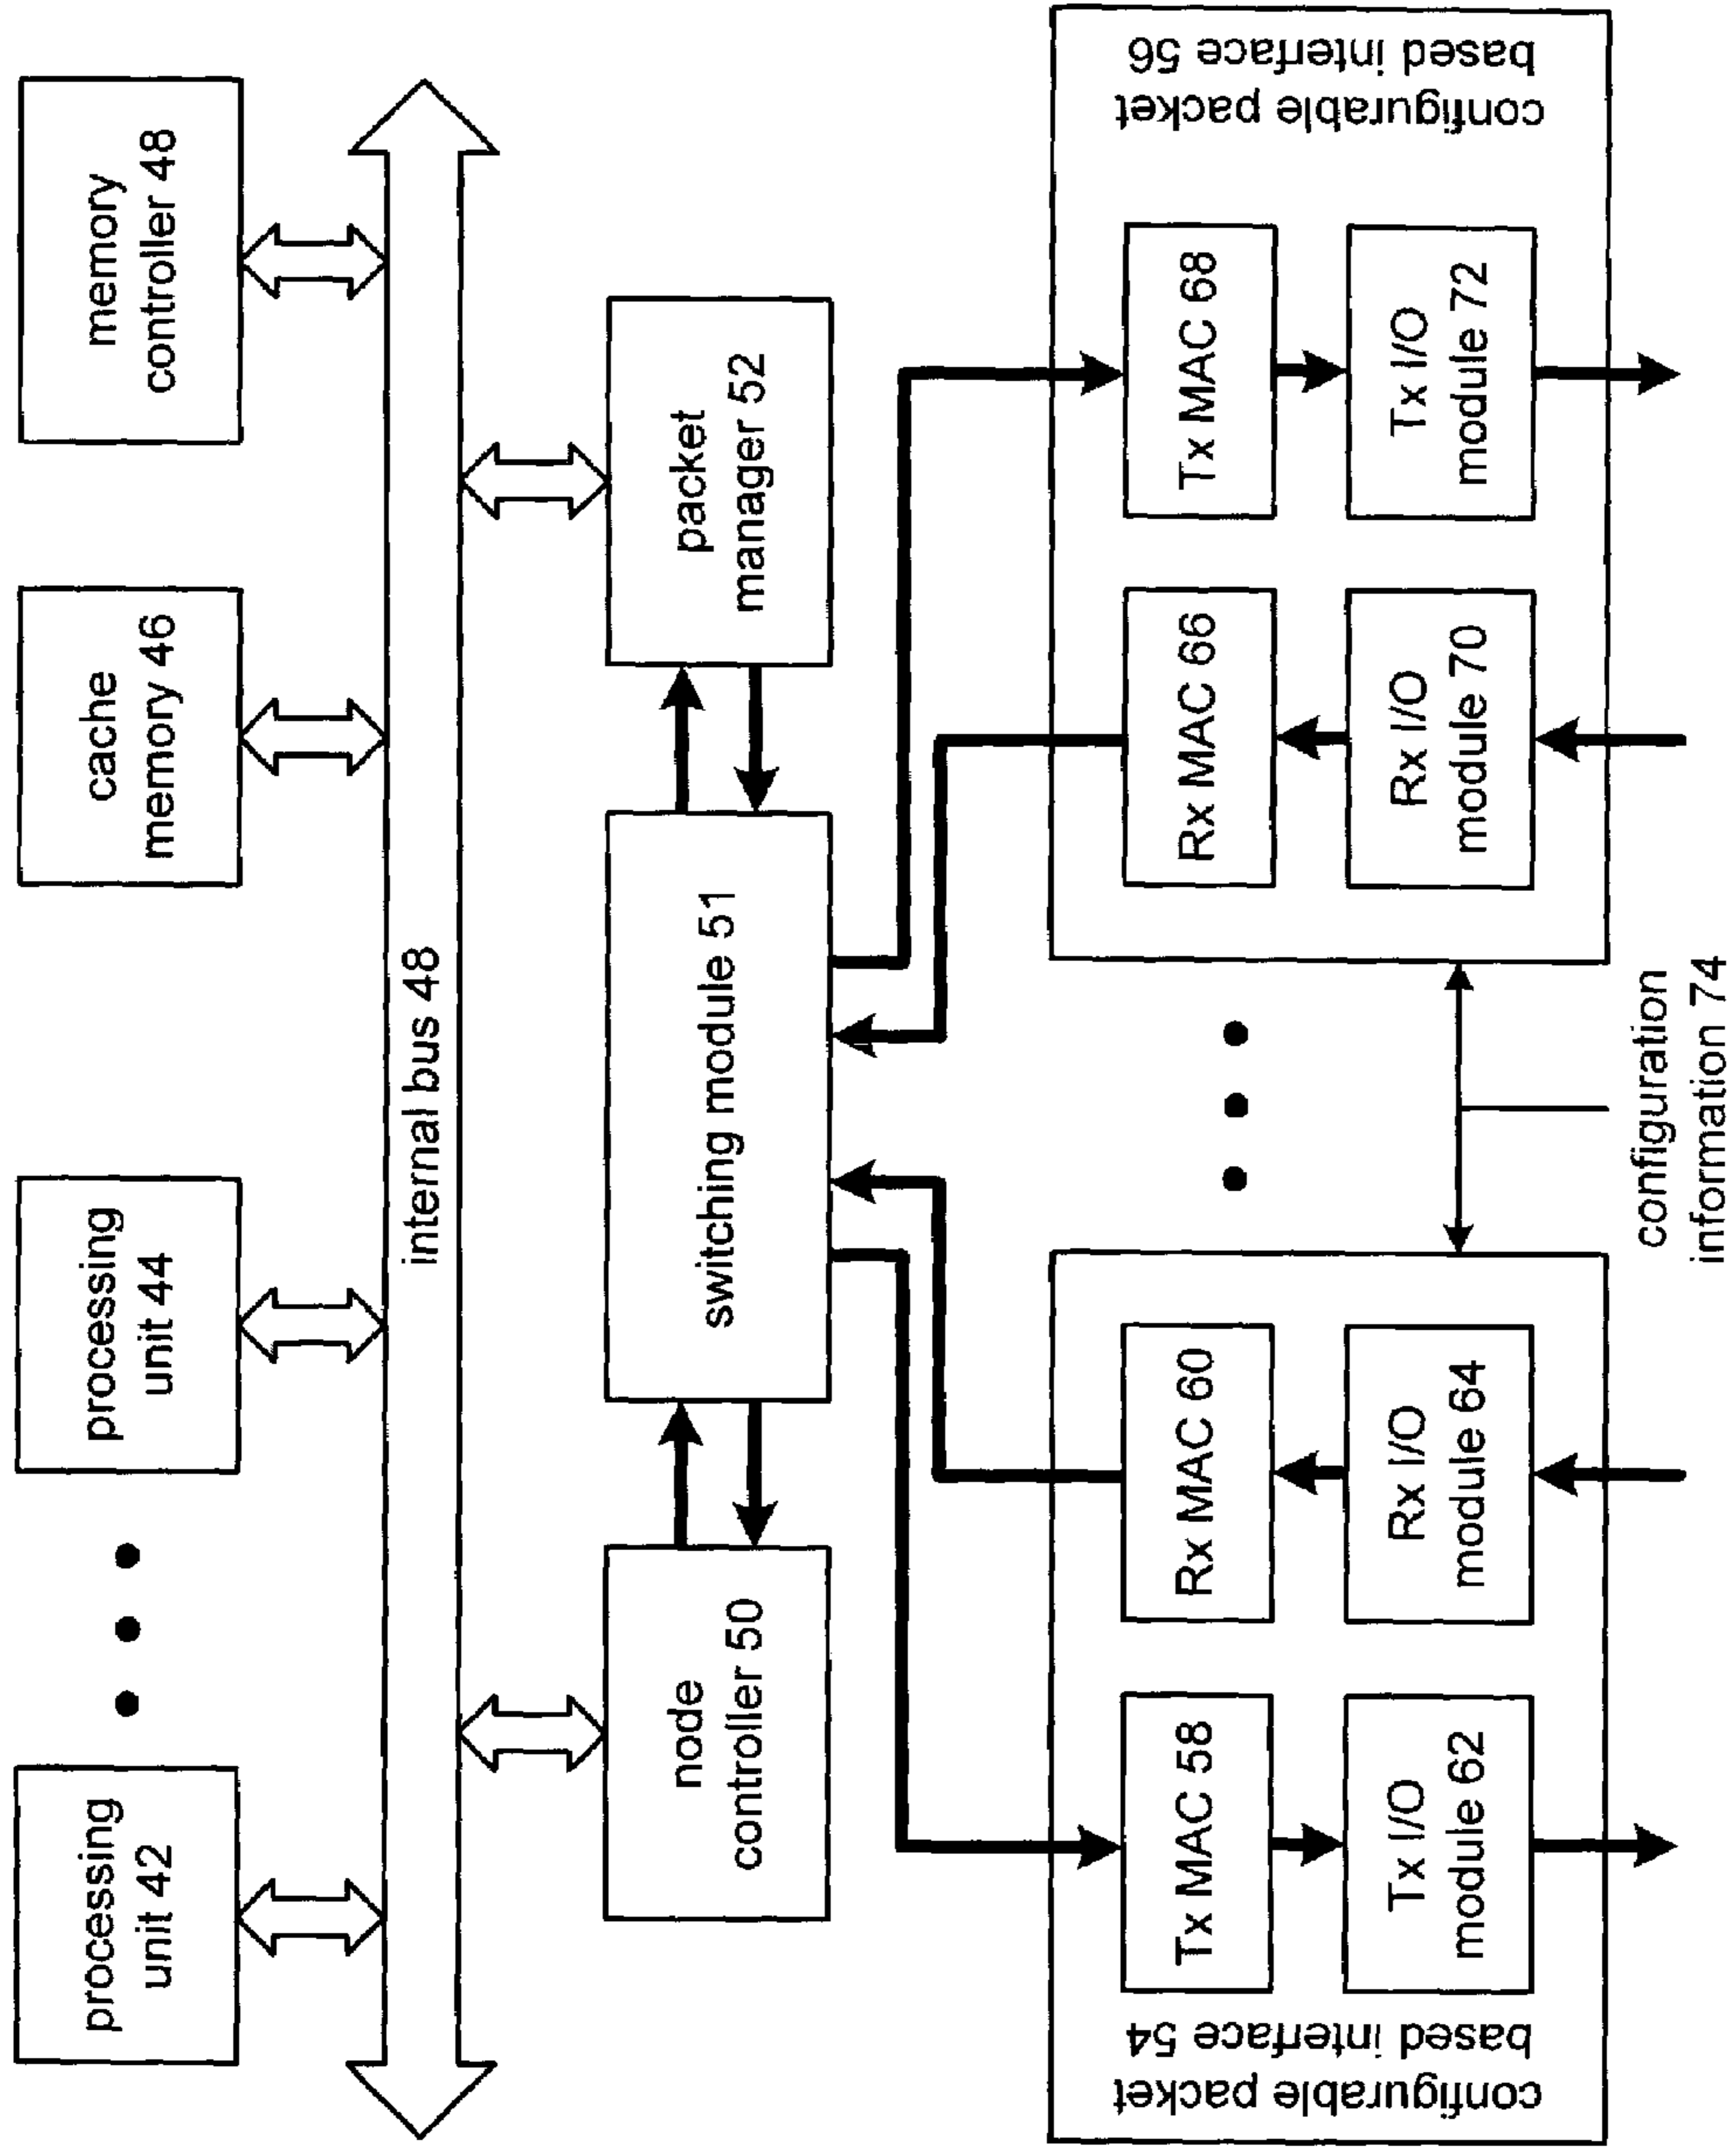 processing
unit 42
processing
unit 44
cache
memory 46
memory
controller 48
internal bus 48
node
controller 50
switching module 51
packet
manager 52
configurable packet
based interface 54
Tx MAC 58
Rx MAC 60
Tx I/O
module 62
Rx I/O
module 64
configurable packet
based interface 56
Rx MAC 66
Tx MAC 68
Rx I/O
module 70
Tx I/O
module 72
configuration
information 74